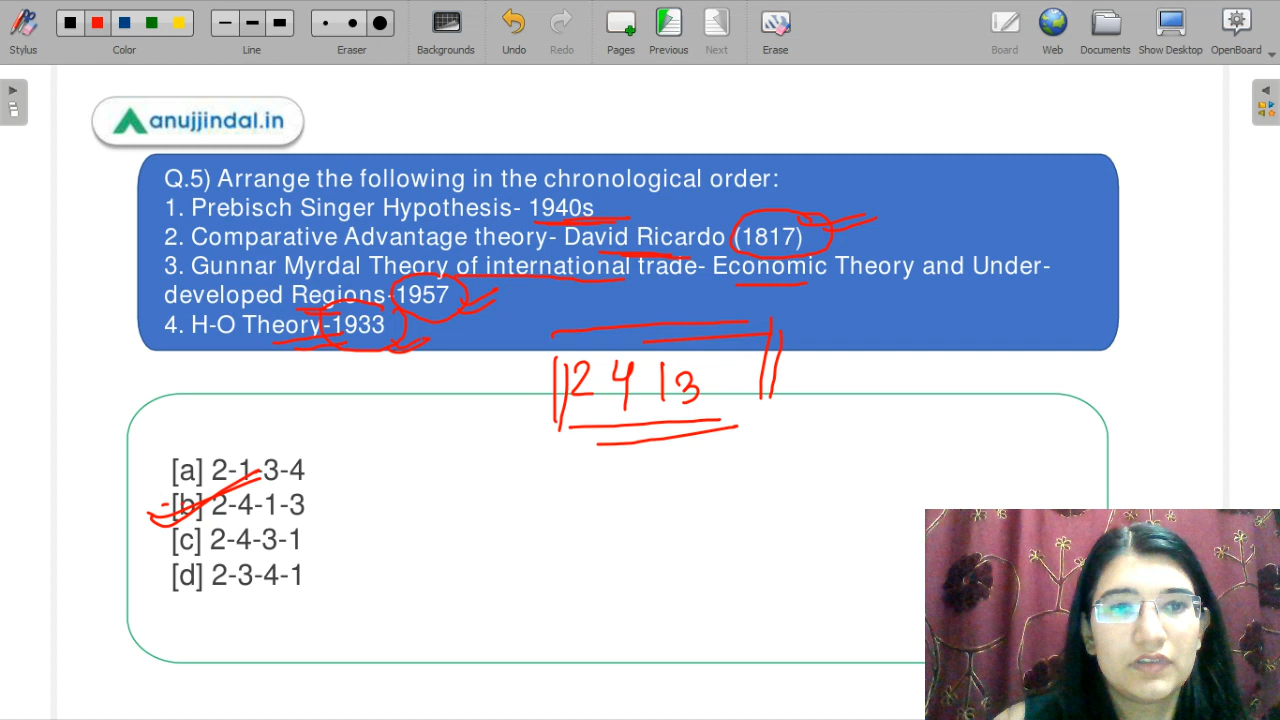 Stylus
Color
Line
Eraser
Backgrounds
Undo
Redo
Pages
Previous
Next
Erase
Board
Web
Documents
Show Desktop
OpenBoard
anujjindal.in
Q.5) Arrange the following in the chronological order:
1. Prebisch Singer Hypothesis- 1940s
2. Comparative Advantage theory- David Ricardo (1817)
3. Gunnar Myrdal Theory of international trade- Economic Theory and Under-
developed Regions-1957
4. H-O Theory-1933
2 4 1 3
[a] 2-1-3-4
[b] 2-4-1-3
[c] 2-4-3-1
[d] 2-3-4-1